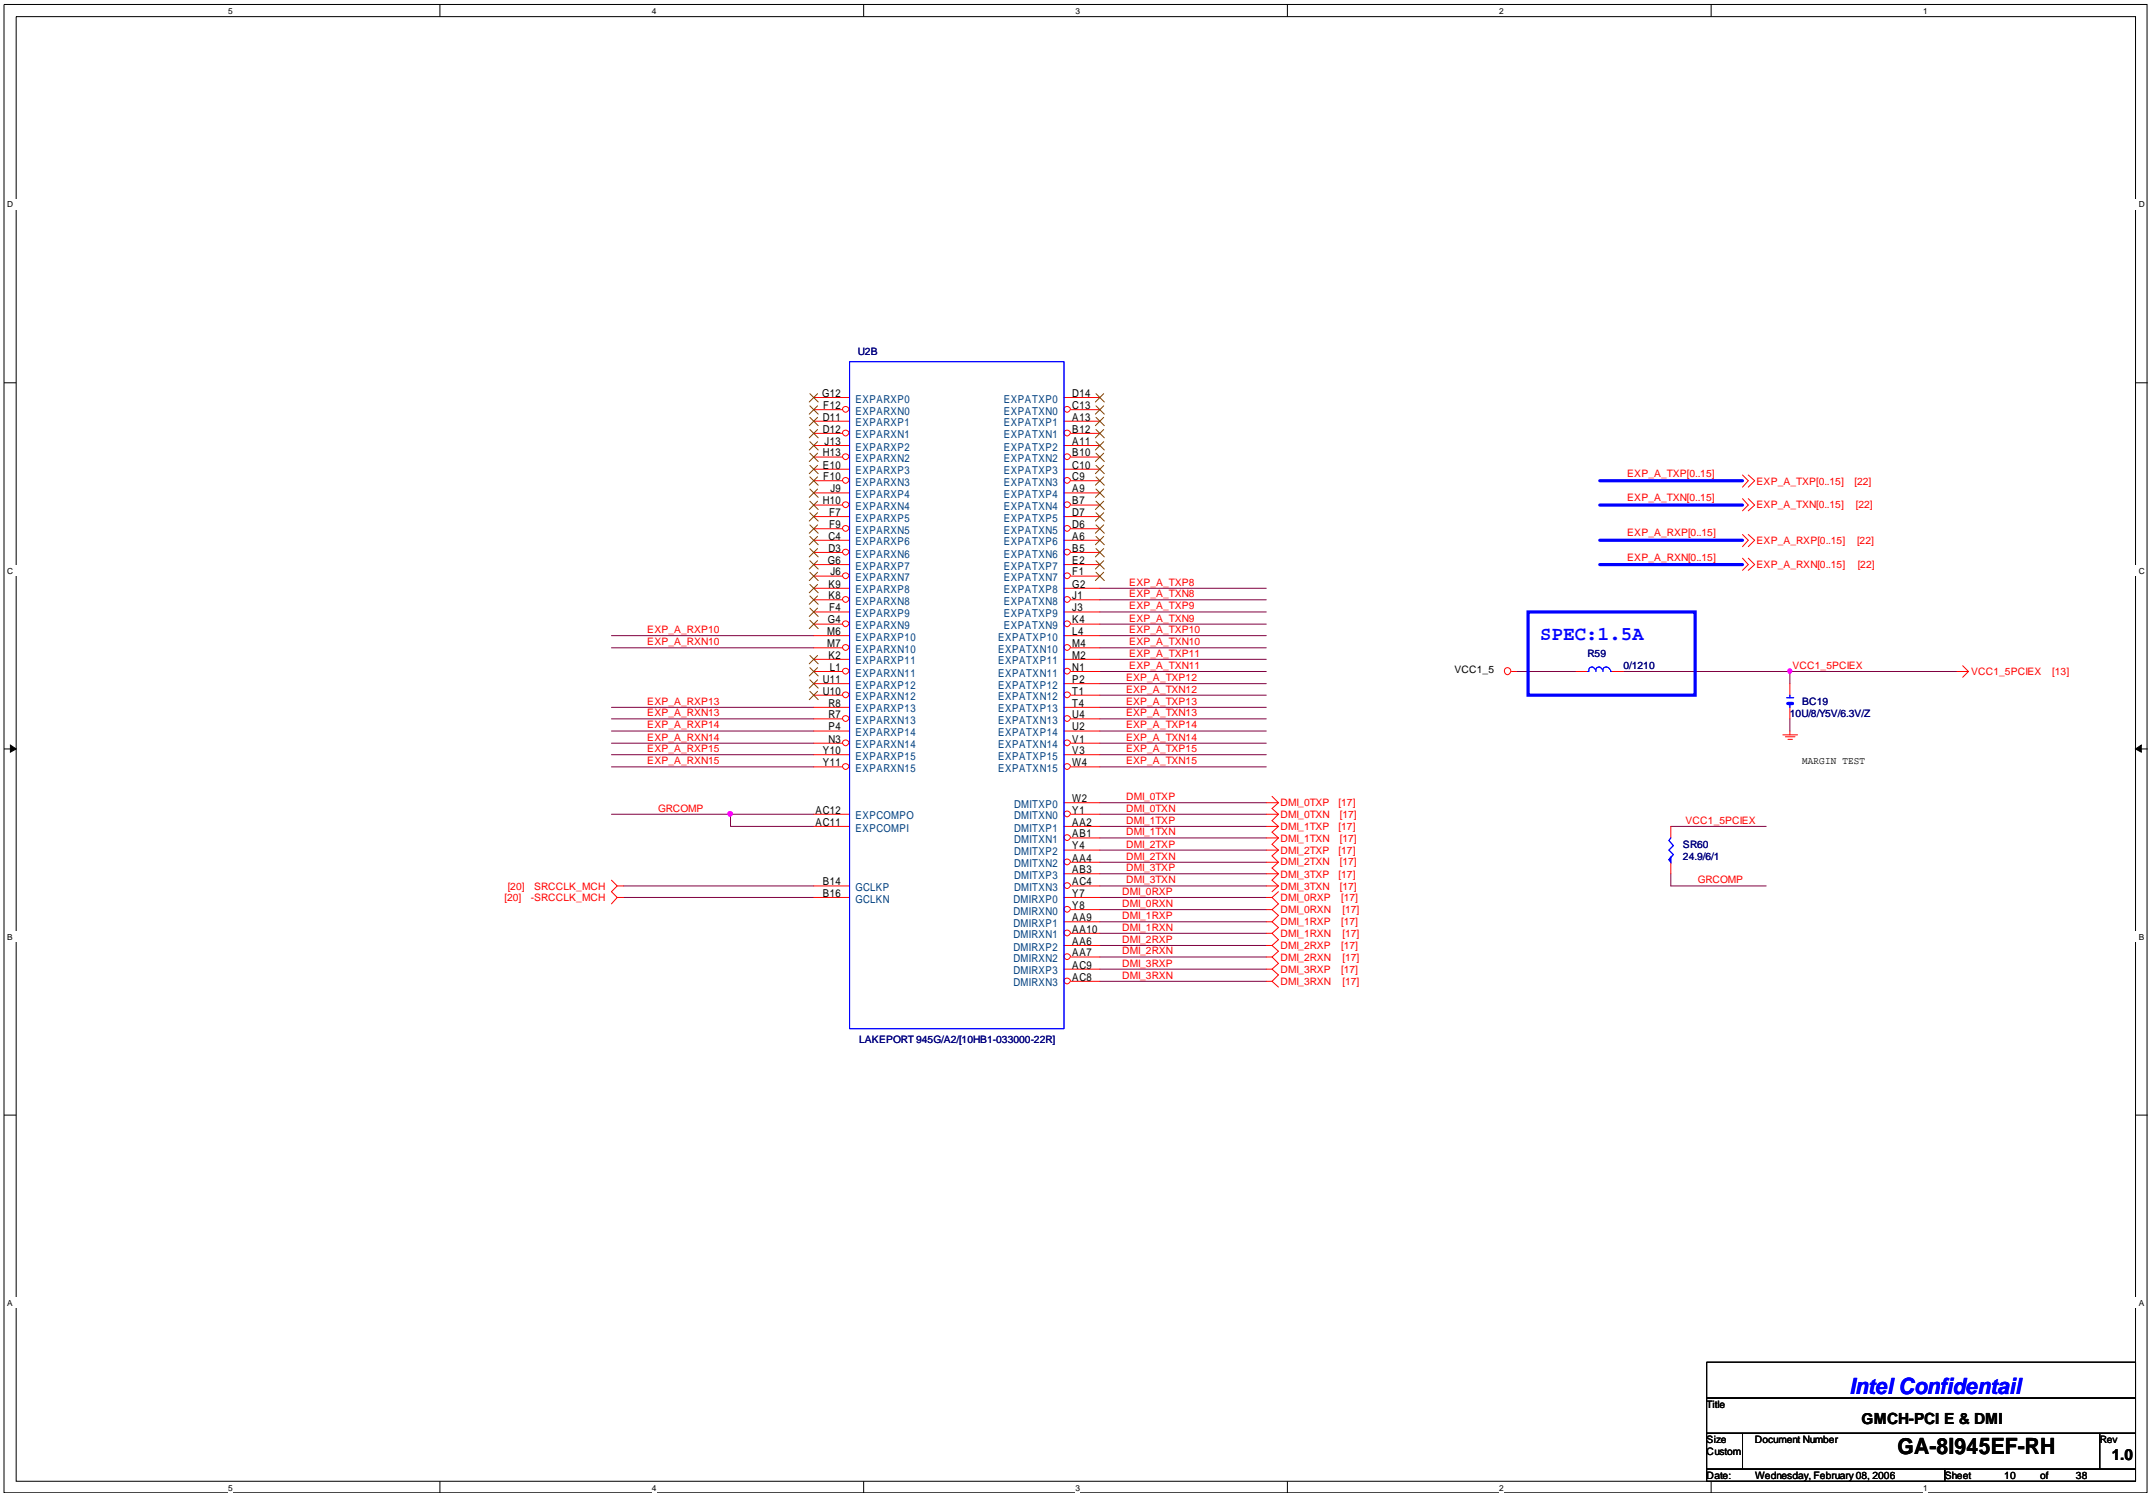 5 4 3 2 1
D D
C C
B B
A A
U2B
G12 EXPARXP0 EXPATXP0 D14
F12 EXPARXN0 EXPATXN0 C13
D11 EXPARXP1 EXPATXP1 A13
D12 EXPARXN1 EXPATXN1 B12
J13 EXPARXP2 EXPATXP2 A11
H13 EXPARXN2 EXPATXN2 B10
E10 EXPARXP3 EXPATXP3 C10
F10 EXPARXN3 EXPATXN3 C9
J9 EXPARXP4 EXPATXP4 A9
H10 EXPARXN4 EXPATXN4 B7
F7 EXPARXP5 EXPATXP5 D7
F9 EXPARXN5 EXPATXN5 D6
C4 EXPARXP6 EXPATXP6 A6
D3 EXPARXN6 EXPATXN6 B5
G6 EXPARXP7 EXPATXP7 E2
J6 EXPARXN7 EXPATXN7 F1
K9 EXPARXP8 EXPATXP8 G2 EXP_A_TXP8
K8 EXPARXN8 EXPATXN8 J1 EXP_A_TXN8
F4 EXPARXP9 EXPATXP9 J3 EXP_A_TXP9
G4 EXPARXN9 EXPATXN9 K4 EXP_A_TXN9
EXP_A_RXP10 M6 EXPARXP10 EXPATXP10 L4 EXP_A_TXP10
EXP_A_RXN10 M7 EXPARXN10 EXPATXN10 M4 EXP_A_TXN10
K2 EXPARXP11 EXPATXP11 M2 EXP_A_TXP11
L1 EXPARXN11 EXPATXN11 N1 EXP_A_TXN11
U11 EXPARXP12 EXPATXP12 P2 EXP_A_TXP12
U10 EXPARXN12 EXPATXN12 T1 EXP_A_TXN12
EXP_A_RXP13 R8 EXPARXP13 EXPATXP13 T4 EXP_A_TXP13
EXP_A_RXN13 R7 EXPARXN13 EXPATXN13 U4 EXP_A_TXN13
EXP_A_RXP14 P4 EXPARXP14 EXPATXP14 U2 EXP_A_TXP14
EXP_A_RXN14 N3 EXPARXN14 EXPATXN14 V1 EXP_A_TXN14
EXP_A_RXP15 Y10 EXPARXP15 EXPATXP15 V3 EXP_A_TXP15
EXP_A_RXN15 Y11 EXPARXN15 EXPATXN15 W4 EXP_A_TXN15
GRCOMP AC12 EXPCOMPO
AC11 EXPCOMPI
[20] SRCCLK_MCH B14 GCLKP
[20] -SRCCLK_MCH B16 GCLKN
DMITXP0 W2 DMI_0TXP DMI_0TXP [17]
DMITXN0 Y1 DMI_0TXN DMI_0TXN [17]
DMITXP1 AA2 DMI_1TXP DMI_1TXP [17]
DMITXN1 AB1 DMI_1TXN DMI_1TXN [17]
DMITXP2 Y4 DMI_2TXP DMI_2TXP [17]
DMITXN2 AA4 DMI_2TXN DMI_2TXN [17]
DMITXP3 AB3 DMI_3TXP DMI_3TXP [17]
DMITXN3 AC4 DMI_3TXN DMI_3TXN [17]
DMIRXP0 Y7 DMI_0RXP DMI_0RXP [17]
DMIRXN0 Y8 DMI_0RXN DMI_0RXN [17]
DMIRXP1 AA9 DMI_1RXP DMI_1RXP [17]
DMIRXN1 AA10 DMI_1RXN DMI_1RXN [17]
DMIRXP2 AA6 DMI_2RXP DMI_2RXP [17]
DMIRXN2 AA7 DMI_2RXN DMI_2RXN [17]
DMIRXP3 AC9 DMI_3RXP DMI_3RXP [17]
DMIRXN3 AC8 DMI_3RXN DMI_3RXN [17]
LAKEPORT 945G/A2/[10HB1-033000-22R]
EXP_A_TXP[0..15] EXP_A_TXP[0..15] [22]
EXP_A_TXN[0..15] EXP_A_TXN[0..15] [22]
EXP_A_RXP[0..15] EXP_A_RXP[0..15] [22]
EXP_A_RXN[0..15] EXP_A_RXN[0..15] [22]
SPEC:1.5A
R59
0/1210
VCC1_5 VCC1_5PCIEX VCC1_5PCIEX [13]
BC19
10U/8/Y5V/6.3V/Z
MARGIN TEST
VCC1_5PCIEX
SR60
24.9/6/1
GRCOMP
Intel Confidentail
Title
GMCH-PCI E & DMI
Size Document Number Rev
Custom GA-8I945EF-RH 1.0
Date: Wednesday, February 08, 2006 Sheet 10 of 38
5 4 3 2 1